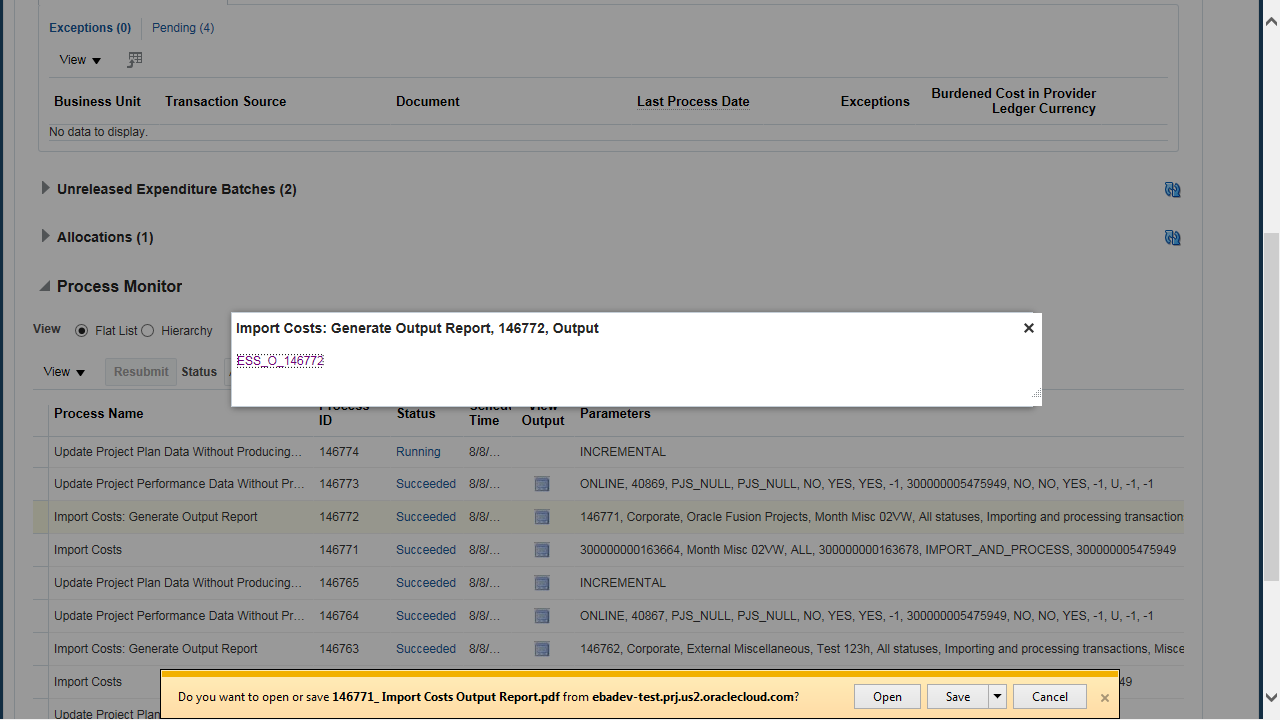 Exceptions (0) Pending (4)
View
Business Unit Transaction Source Document Last Process Date Exceptions Burdened Cost in Provider
Ledger Currency
No data to display.
Unreleased Expenditure Batches (2)
Allocations (1)
Process Monitor
View Flat List Hierarchy
Import Costs: Generate Output Report, 146772, Output
ESS_O_146772
View Resubmit Status
Process Name Process ID Status Time View Output Parameters
Update Project Plan Data Without Producing... 146774 Running 8/8/... INCREMENTAL
Update Project Performance Data Without Pr... 146773 Succeeded 8/8/... ONLINE, 40869, PJS_NULL, PJS_NULL, NO, YES, YES, -1, 300000005475949, NO, NO, YES, -1, U, -1, -1
Import Costs: Generate Output Report 146772 Succeeded 8/8/... 146771, Corporate, Oracle Fusion Projects, Month Misc 02VW, All statuses, Importing and processing transaction
Import Costs 146771 Succeeded 8/8/... 300000000163664, Month Misc 02VW, ALL, 300000000163678, IMPORT_AND_PROCESS, 300000005475949
Update Project Plan Data Without Producing... 146765 Succeeded 8/8/... INCREMENTAL
Update Project Performance Data Without Pr... 146764 Succeeded 8/8/... ONLINE, 40867, PJS_NULL, PJS_NULL, NO, YES, YES, -1, 300000005475949, NO, NO, YES, -1, U, -1, -1
Import Costs: Generate Output Report 146763 Succeeded 8/8/... 146762, Corporate, External Miscellaneous, Test 123h, All statuses, Importing and processing transactions, Misce
Import Costs 49
Update Pr
Do you want to open or save 146771_ Import Costs Output Report.pdf from ebadev-test.prj.us2.oraclecloud.com? Open Save Cancel